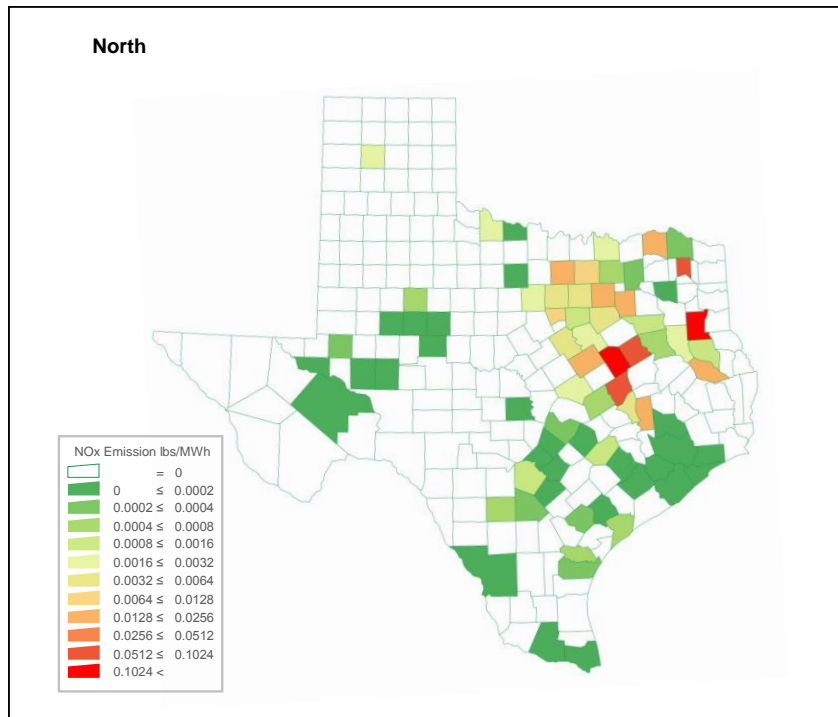 North
NOx Emission lbs/MWh
= 0
0 ≤ 0.0002
0.0002 ≤ 0.0004
0.0004 ≤ 0.0008
0.0008 ≤ 0.0016
0.0016 ≤ 0.0032
0.0032 ≤ 0.0064
0.0064 ≤ 0.0128
0.0128 ≤ 0.0256
0.0256 ≤ 0.0512
0.0512 ≤ 0.1024
0.1024 <